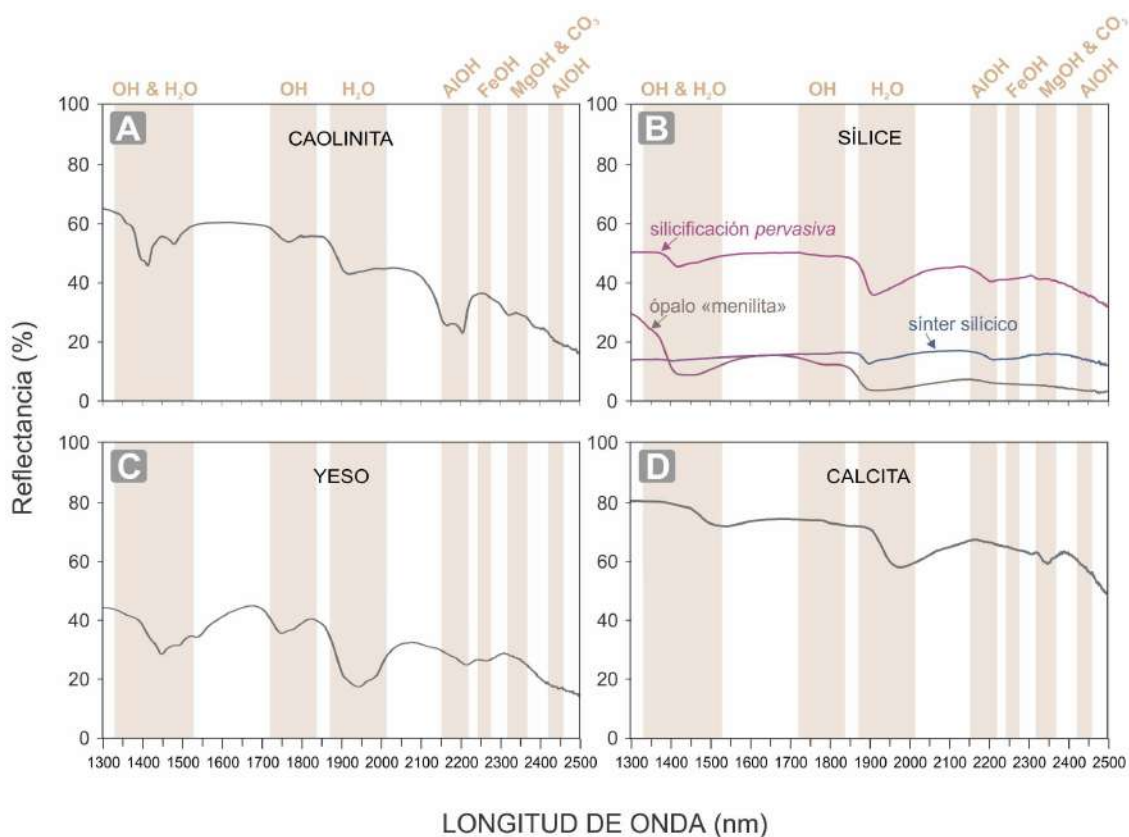 OH & H₂O OH H₂O AlOH FeOH MgOH & CO₃ AlOH
OH & H₂O OH H₂O AlOH FeOH MgOH & CO₃ AlOH
Reflectancia (%)
A
CAOLINITA
100
80
60
40
20
0
B
SÍLICE
100
80
60
40
20
0
silicificación pervasiva
ópalo «menilita»
sínter silícico
C
YESO
100
80
60
40
20
0
1300 1400 1500 1600 1700 1800 1900 2000 2100 2200 2300 2400 2500
D
CALCITA
100
80
60
40
20
0
1300 1400 1500 1600 1700 1800 1900 2000 2100 2200 2300 2400 2500
LONGITUD DE ONDA (nm)